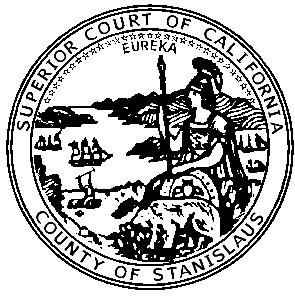 SUPERIOR COURT OF CALIFORNIA
EUREKA
COUNTY OF STANISLAUS